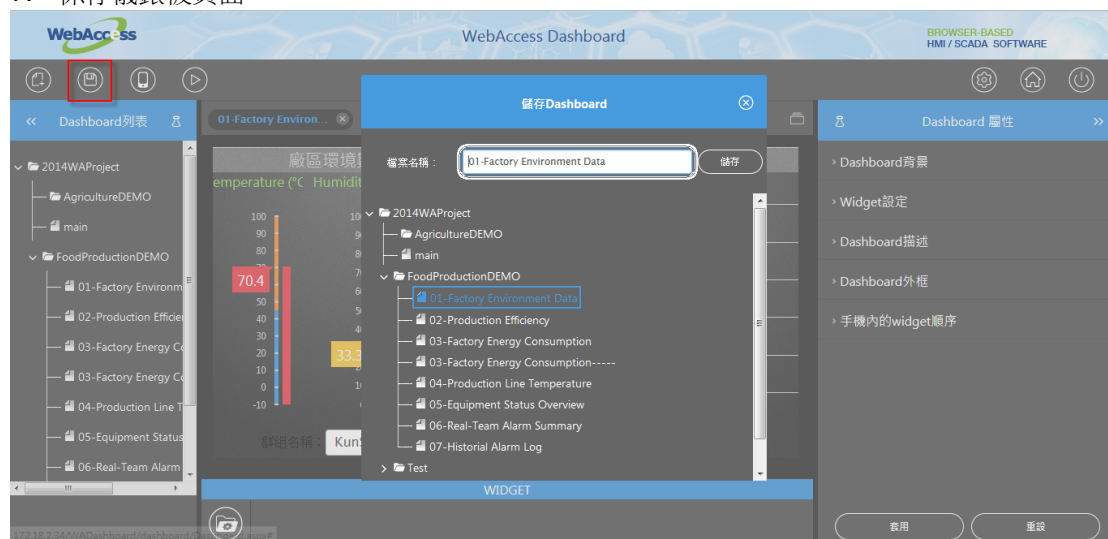 WebAccess
WebAccess Dashboard
BROWSER-BASED
HMI / SCADA SOFTWARE
Dashboard列表
01-Factory Environ...
儲存Dashboard
Dashboard 屬性
檔案名稱：
01-Factory Environment Data
儲存
2014WAProject
AgricultureDEMO
main
FoodProductionDEMO
01-Factory Environm
02-Production Efficie
03-Factory Energy Co
03-Factory Energy Co
04-Production Line T
05-Equipment Status
06-Real-Team Alarm
廠區環境
emperature (°C Humidit
100
90
80
70.4
50
40
30
20
10
0
-10
33.3
群組名稱：
KunS
2014WAProject
AgricultureDEMO
main
FoodProductionDEMO
01-Factory Environment Data
02-Production Efficiency
03-Factory Energy Consumption
03-Factory Energy Consumption-----
04-Production Line Temperature
05-Equipment Status Overview
06-Real-Team Alarm Summary
07-Historial Alarm Log
Test
Dashboard背景
Widget設定
Dashboard描述
Dashboard外框
手機內的widget順序
WIDGET
套用
重設